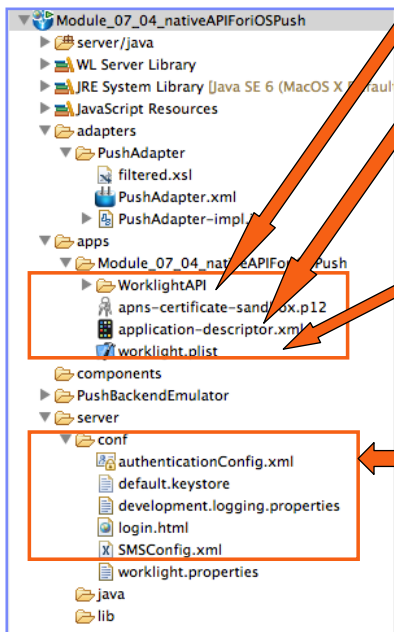 Module_07_04_nativeAPIForiOSPush
server/java
WL Server Library
JRE System Library [Java SE 6 (MacOS X Default
JavaScript Resources
adapters
PushAdapter
filtered.xsl
PushAdapter.xml
PushAdapter-impl.
apps
Module_07_04_nativeAPIForiOSPush
WorklightAPI
apns-certificate-sandbox.p12
application-descriptor.xml
worklight.plist
components
PushBackendEmulator
server
conf
authenticationConfig.xml
default.keystore
development.logging.properties
login.html
SMSConfig.xml
worklight.properties
java
lib